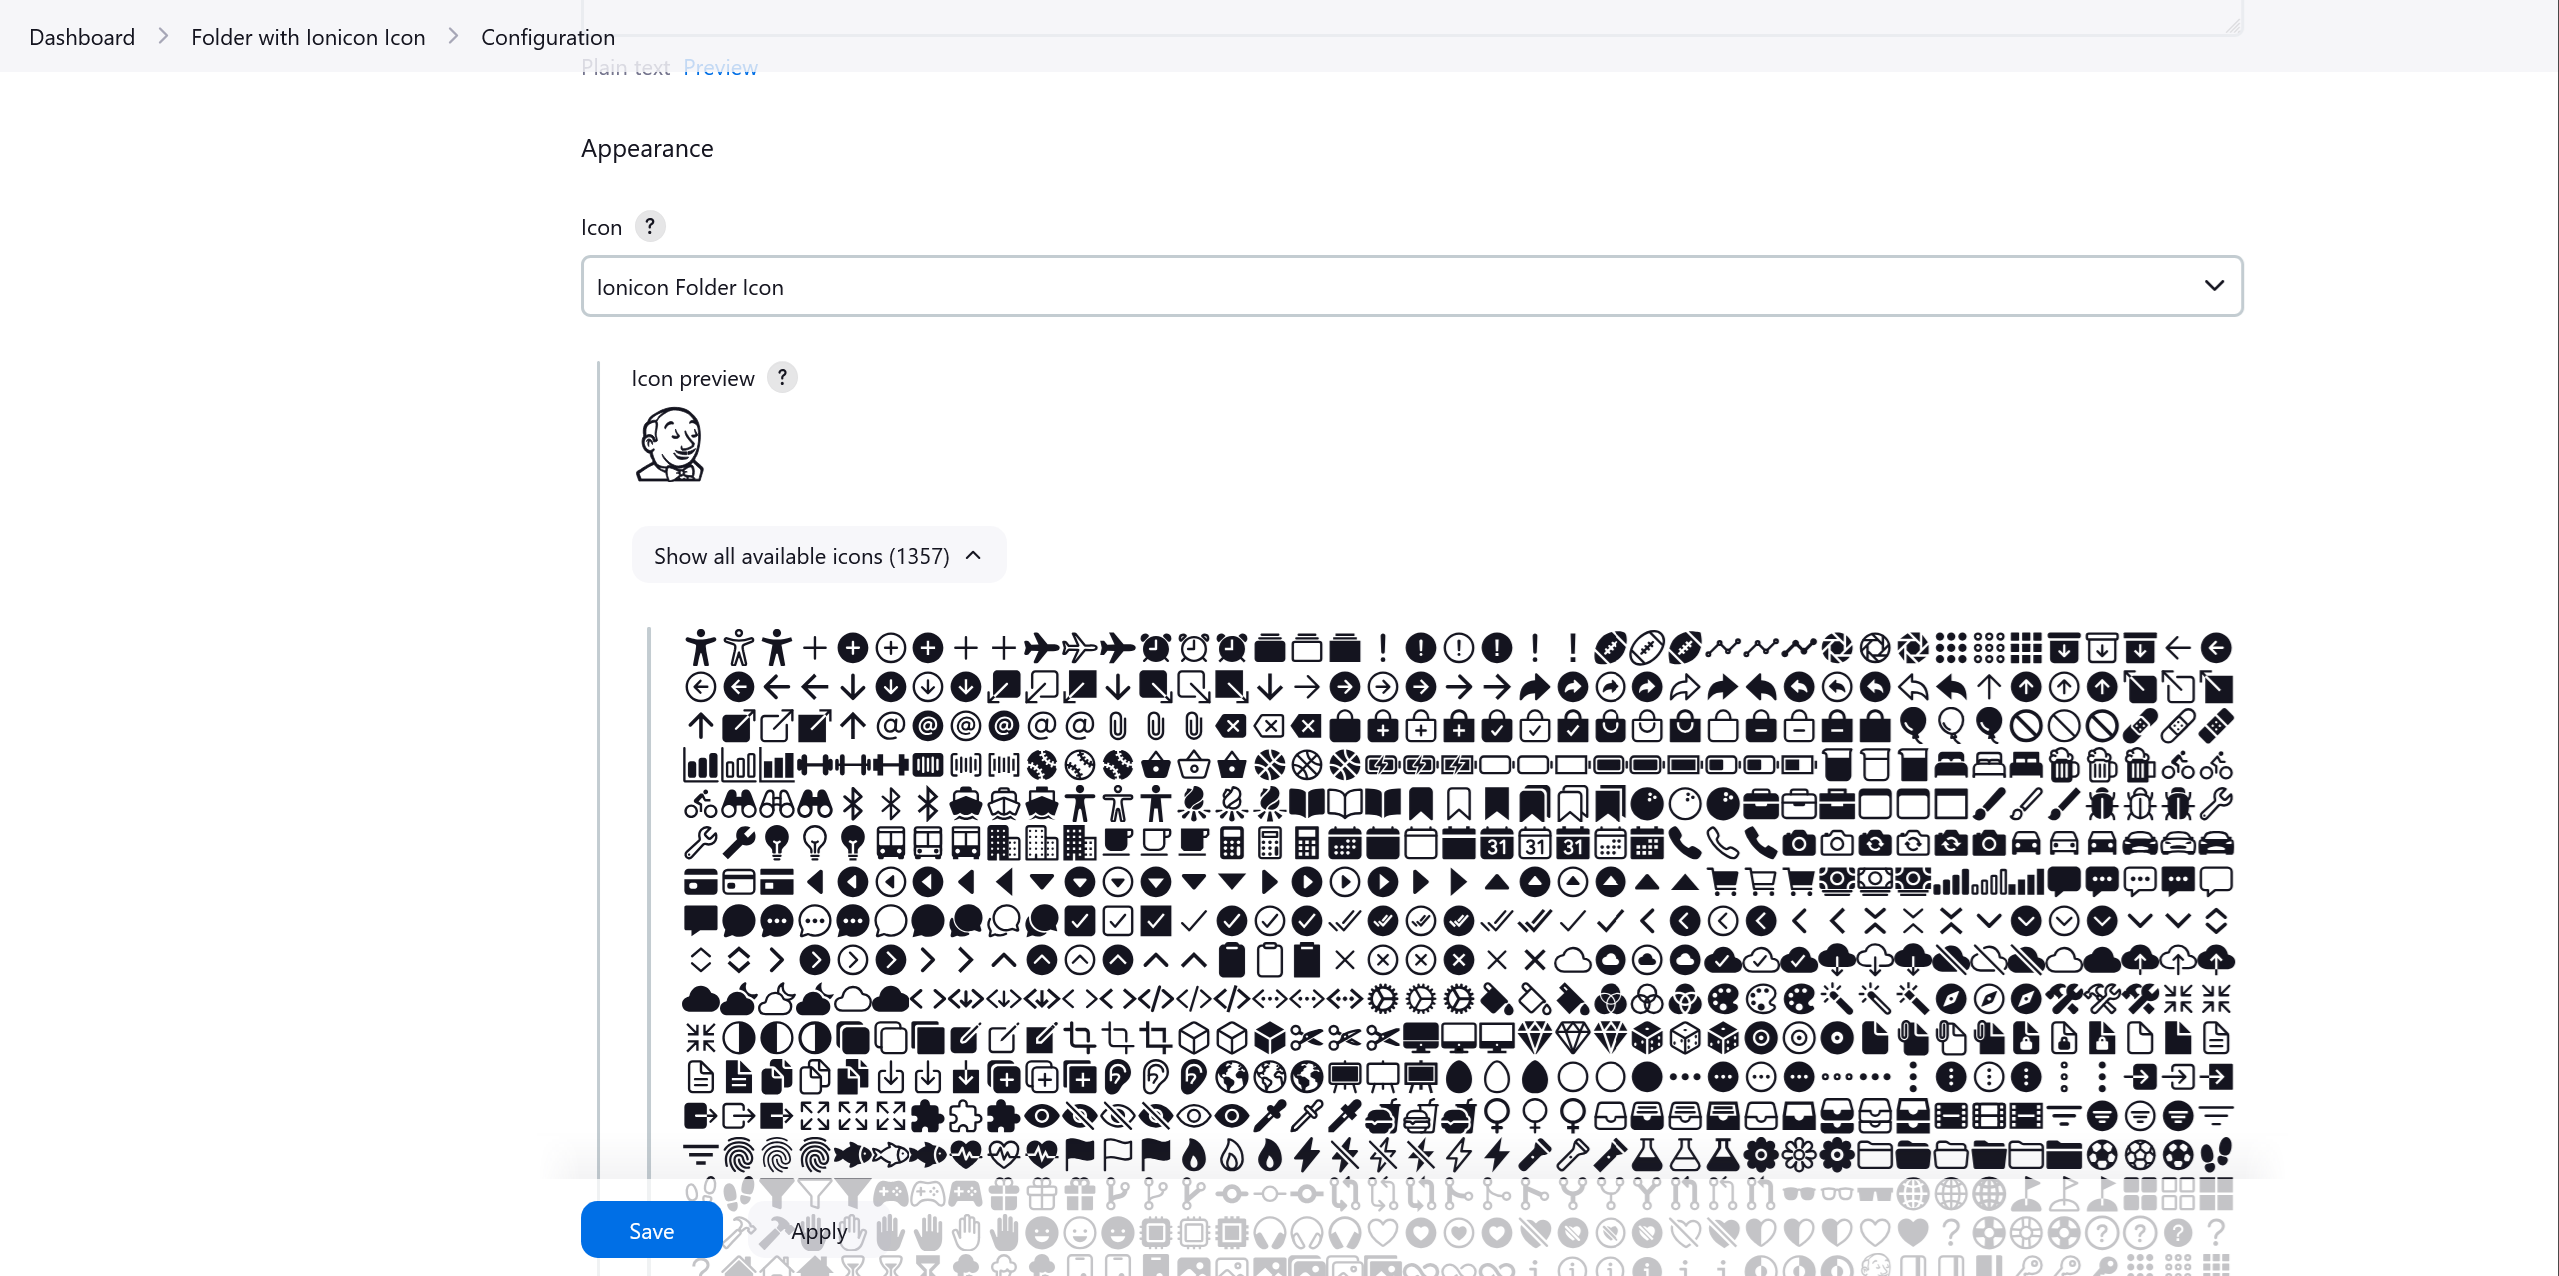 Dashboard > Folder with Ionicon Icon > Configuration
Plain text Preview
Appearance
Icon ?
Ionicon Folder Icon
Icon preview ?
Show all available icons (1357)
31 31 31
Save Apply